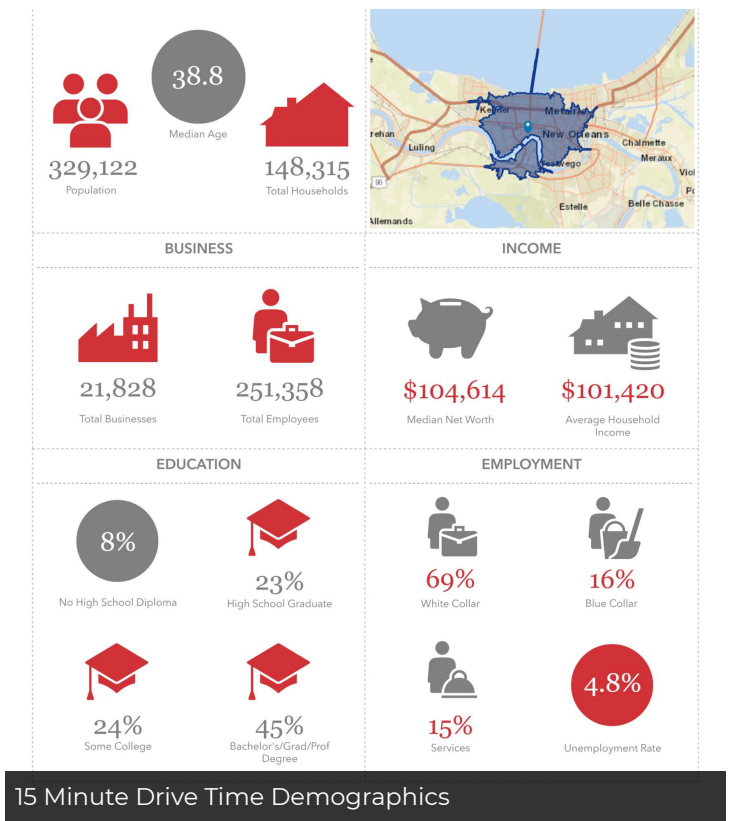 38.8
Median Age
329,122
Population
148,315
Total Households
Kenner
Metairie
New Orleans
Chalmette
Meraux
Luling
Estelle
Belle Chasse
90
BUSINESS
21,828
Total Businesses
251,358
Total Employees
INCOME
$104,614
Median Net Worth
$101,420
Average Household
Income
EDUCATION
8%
No High School Diploma
23%
High School Graduate
24%
Some College
45%
Bachelor's/Grad/Prof
Degree
EMPLOYMENT
69%
White Collar
16%
Blue Collar
15%
Services
4.8%
Unemployment Rate
15 Minute Drive Time Demographics